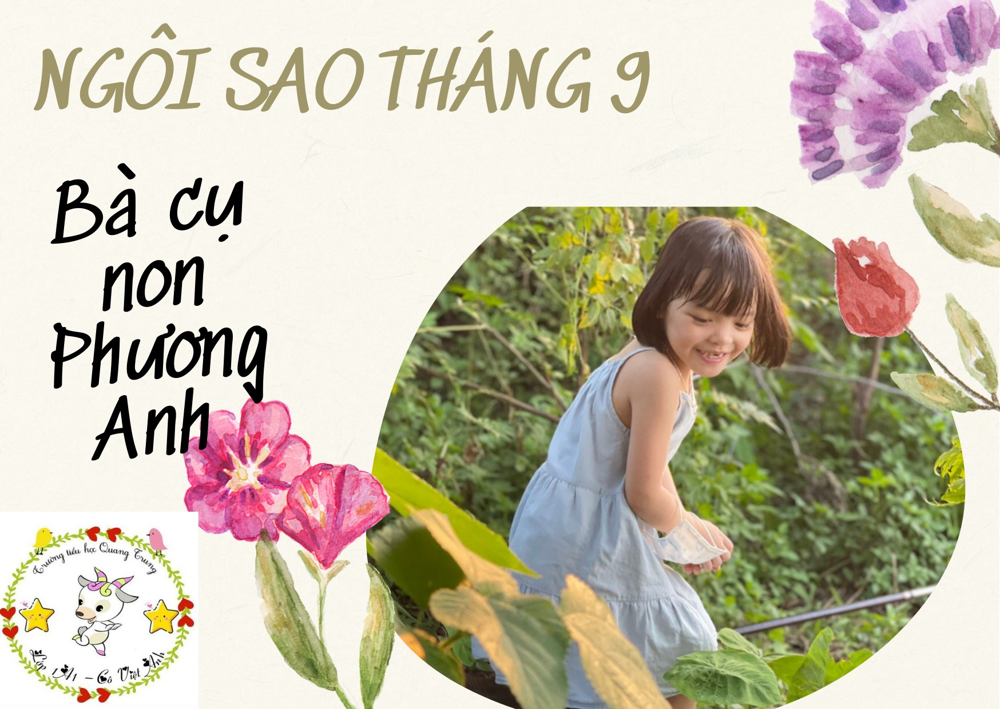 NGÔI SAO THÁNG 9
Bà cụ
non
Phương
Anh
Trường tiểu học Quang Trung
Lớp 1A1 - Cô Việt Anh